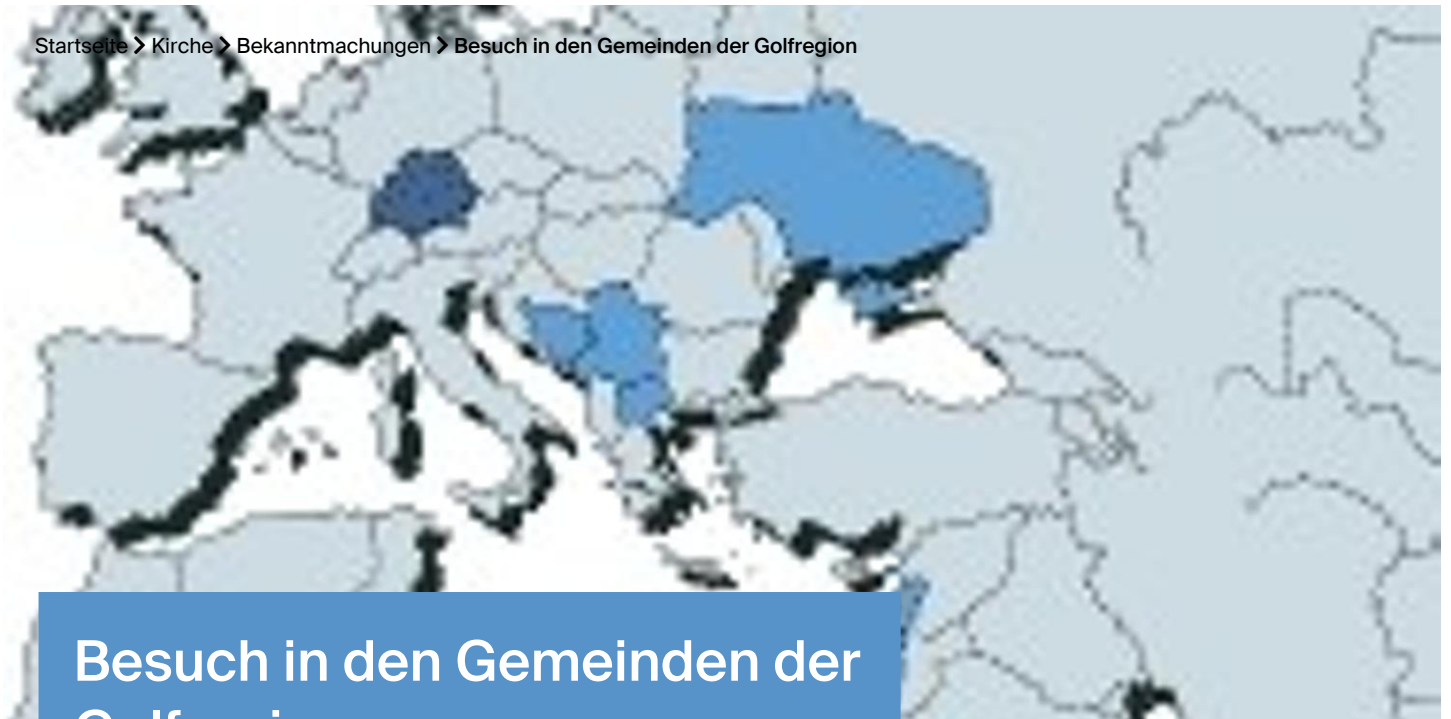 Startseite > Kirche > Bekanntmachungen > Besuch in den Gemeinden der Golfregion
Besuch in den Gemeinden der